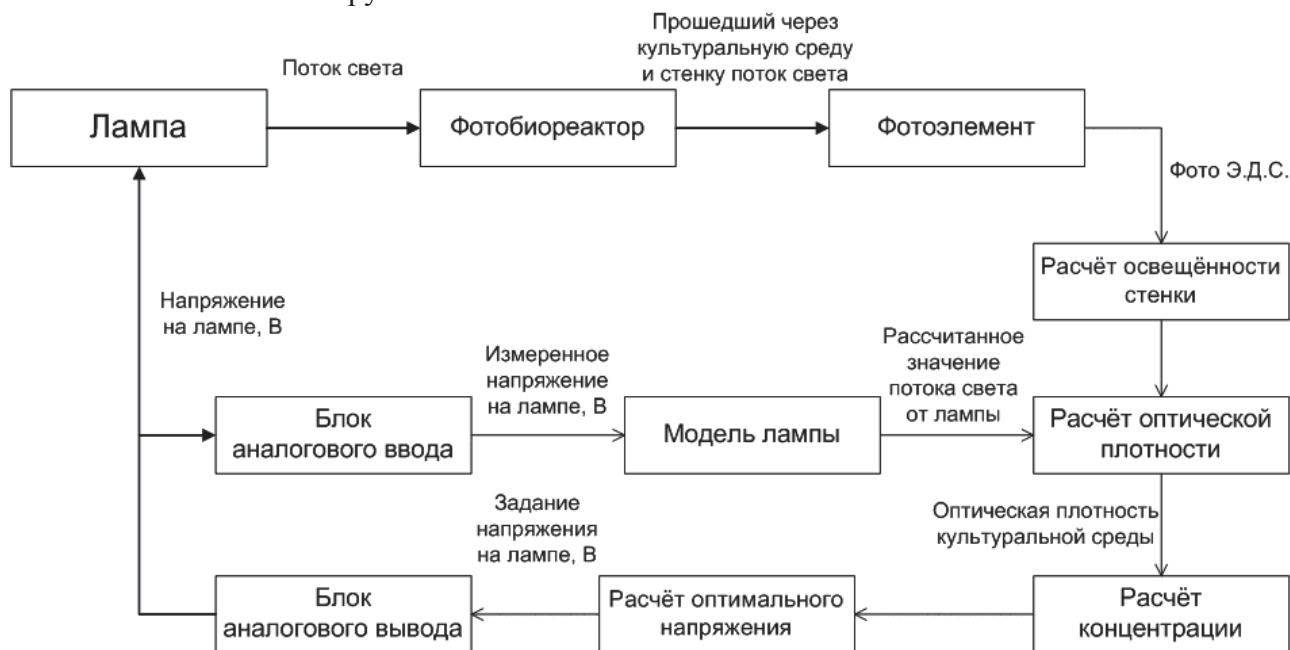 Прошедший через
культуральную среду
и стенку поток света
Поток света
Лампа
Фотобиореактор
Фотоэлемент
Фото Э.Д.С.
Расчёт освещённости
стенки
Напряжение
на лампе, В
Измеренное
напряжение
на лампе, В
Рассчитанное
значение
потока света
от лампы
Блок
аналогового ввода
Модель лампы
Расчёт оптической
плотности
Задание
напряжения
на лампе, В
Оптическая плотность
культуральной среды
Блок
аналогового вывода
Расчёт оптимального
напряжения
Расчёт
концентрации